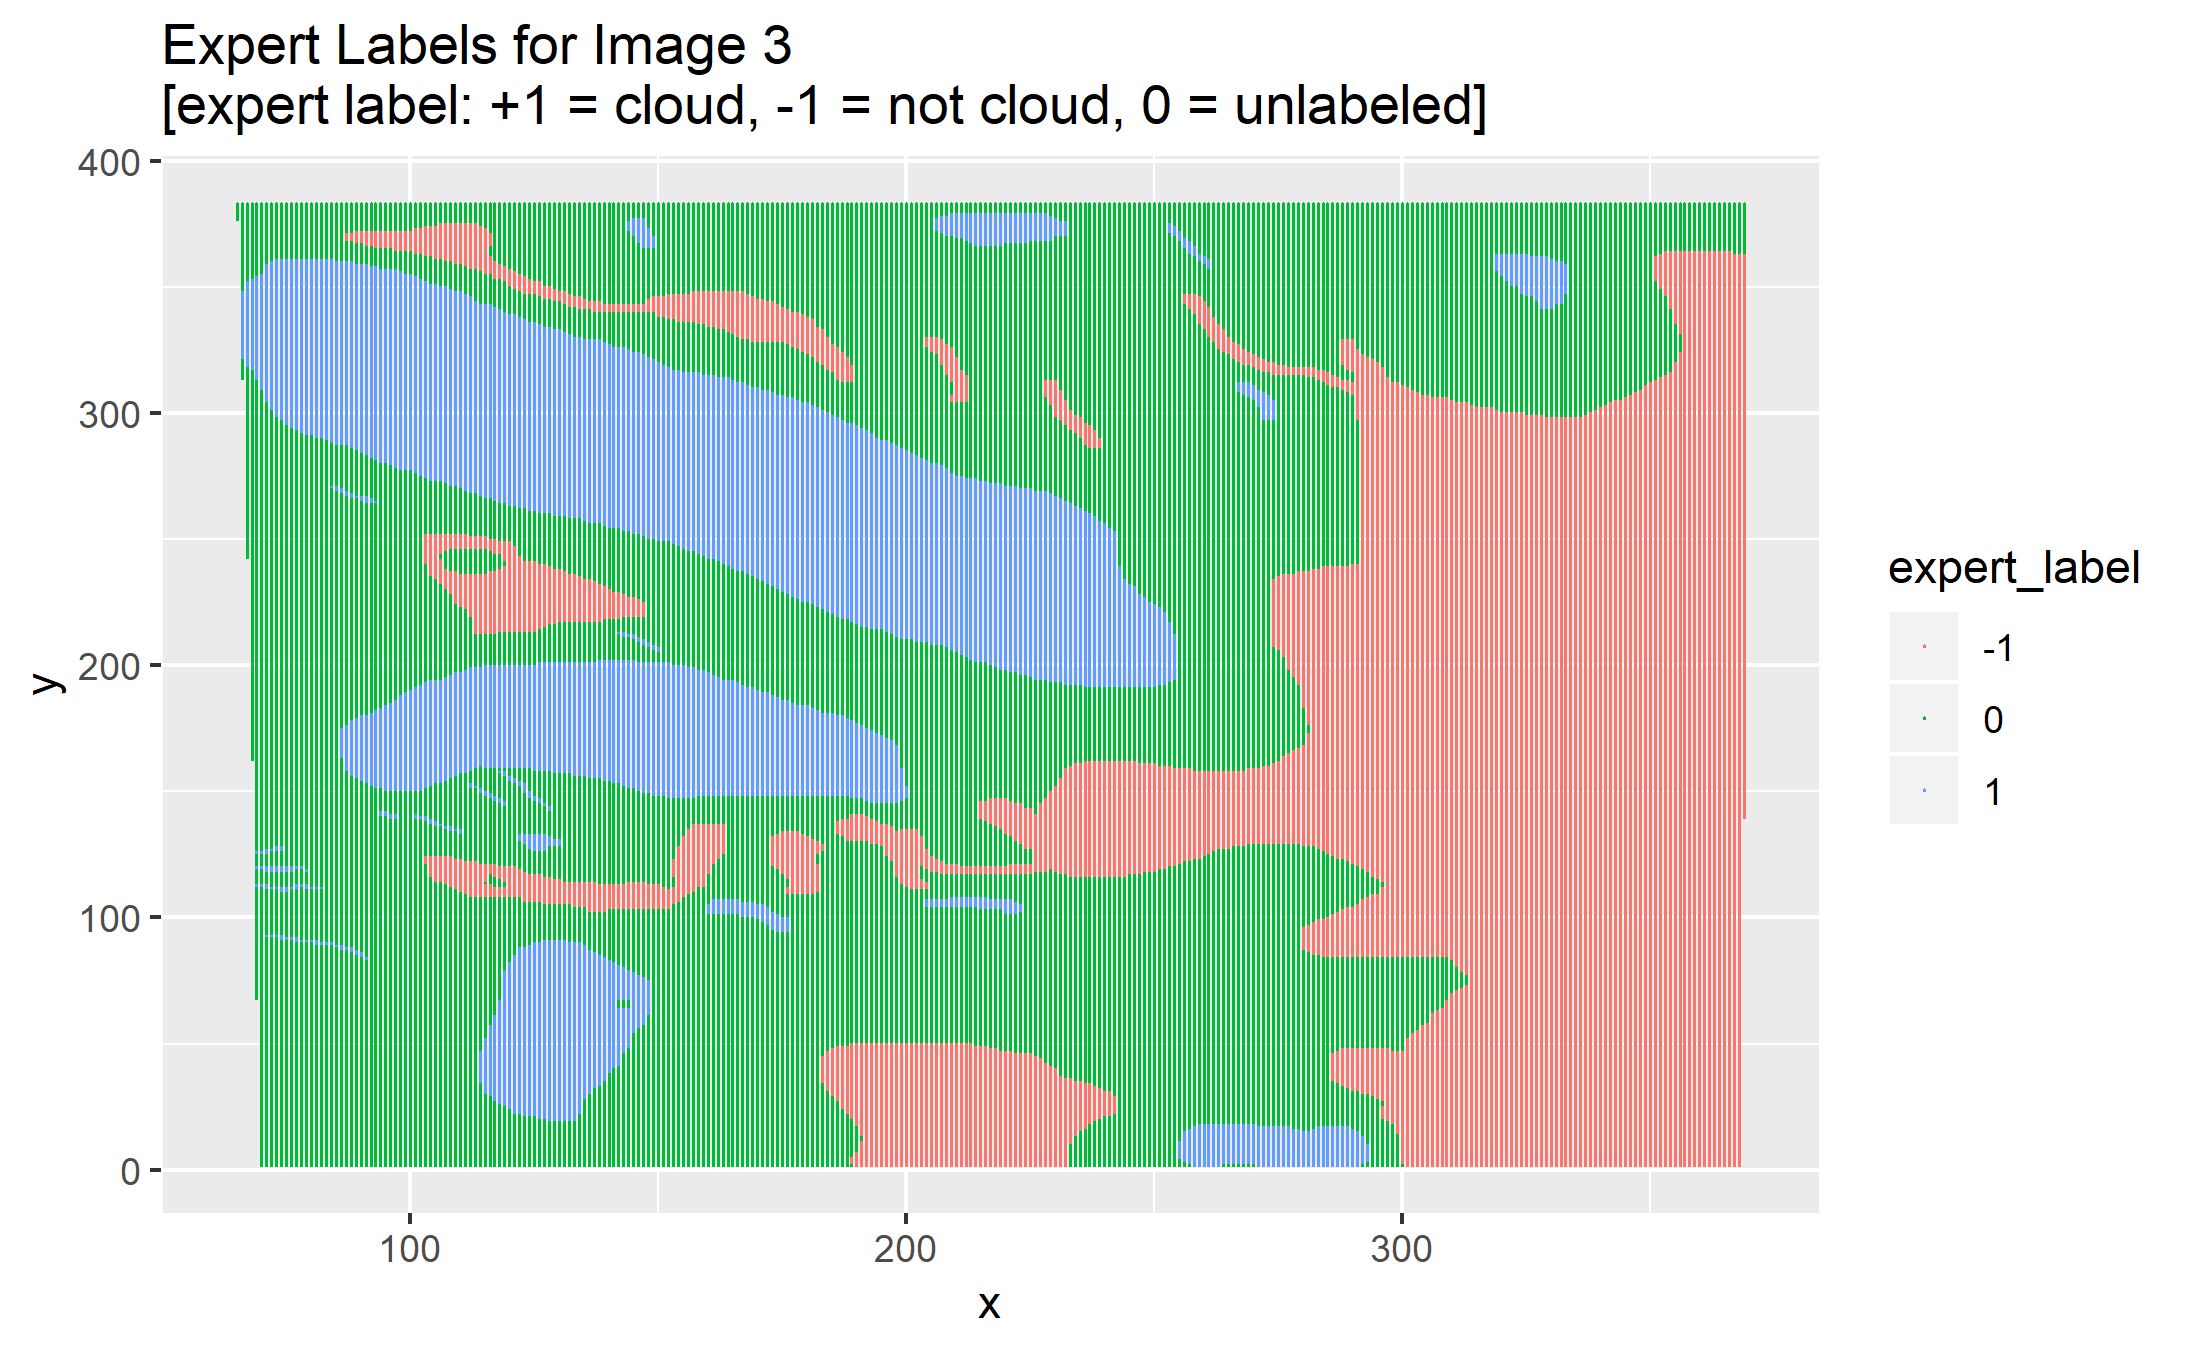 Expert Labels for Image 3
[expert label: +1 = cloud, -1 = not cloud, 0 = unlabeled]
400
300
200
100
0
y
100
200
300
x
expert_label
-1
0
1